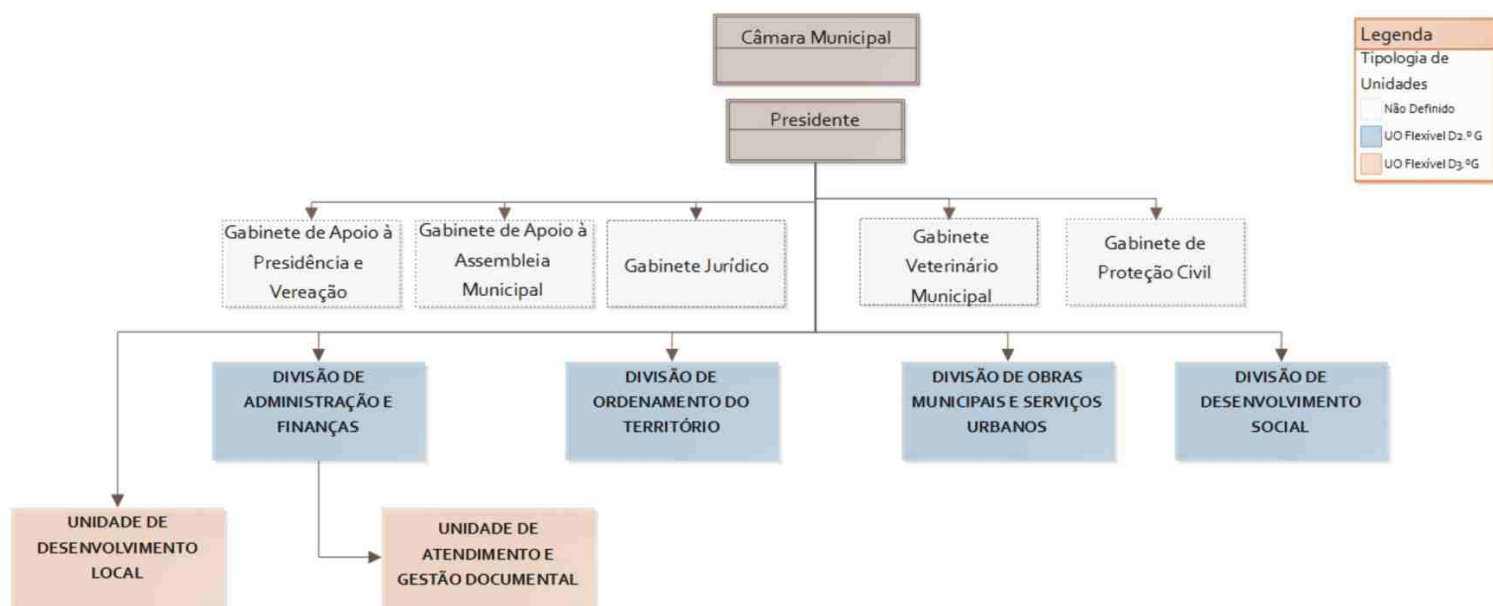 Câmara Municipal
Presidente
Legenda
Tipologia de
Unidades
Não Definido
UO Flexível D2.º G
UO Flexível D3.ºG
Gabinete de Apoio à
Presidência e
Vereação
Gabinete de Apoio à
Assembleia
Municipal
Gabinete Jurídico
Gabinete
Veterinário
Municipal
Gabinete de
Proteção Civil
DIVISÃO DE
ADMINISTRAÇÃO E
FINANÇAS
DIVISÃO DE
ORDENAMENTO DO
TERRITÓRIO
DIVISÃO DE OBRAS
MUNICIPAIS E SERVIÇOS
URBANOS
DIVISÃO DE
DESENVOLVIMENTO
SOCIAL
UNIDADE DE
DESENVOLVIMENTO
LOCAL
UNIDADE DE
ATENDIMENTO E
GESTÃO DOCUMENTAL